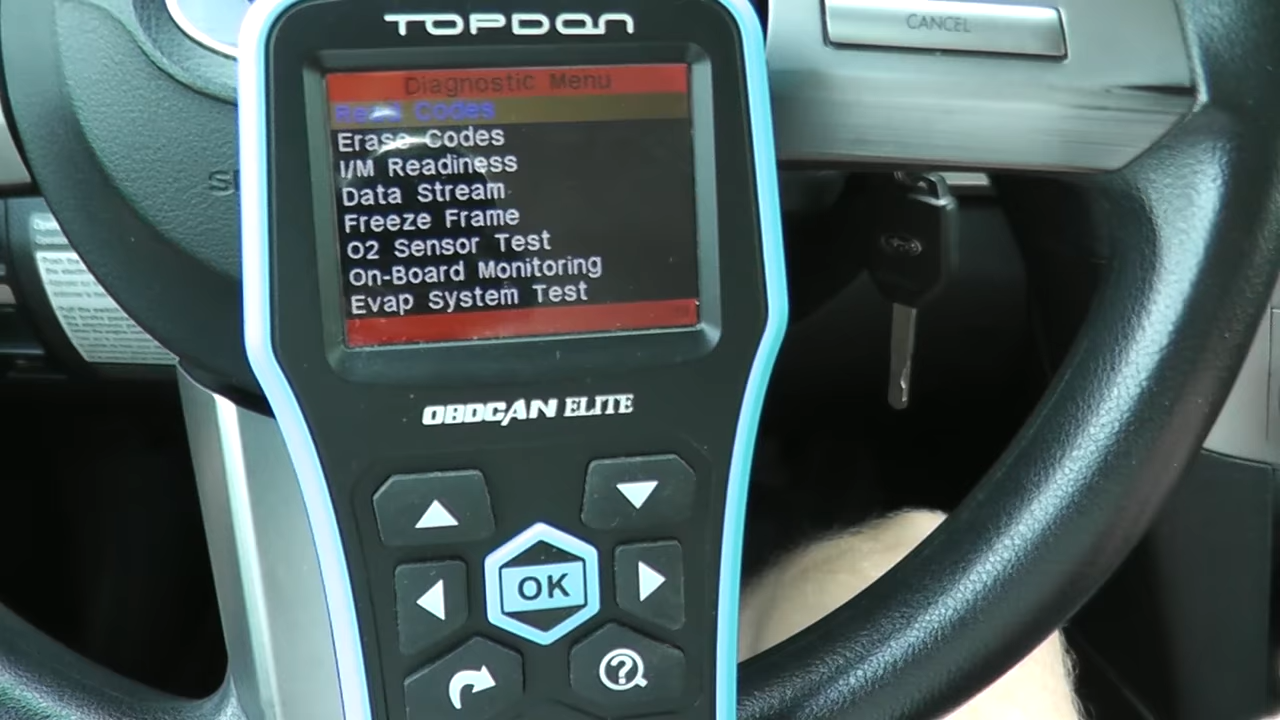 TOPDON
CANCEL
Diagnostic Menu
Read Codes
Erase Codes
I/M Readiness
Data Stream
Freeze Frame
O2 Sensor Test
On-Board Monitoring
Evap System Test
OBDCAN ELITE
OK
?